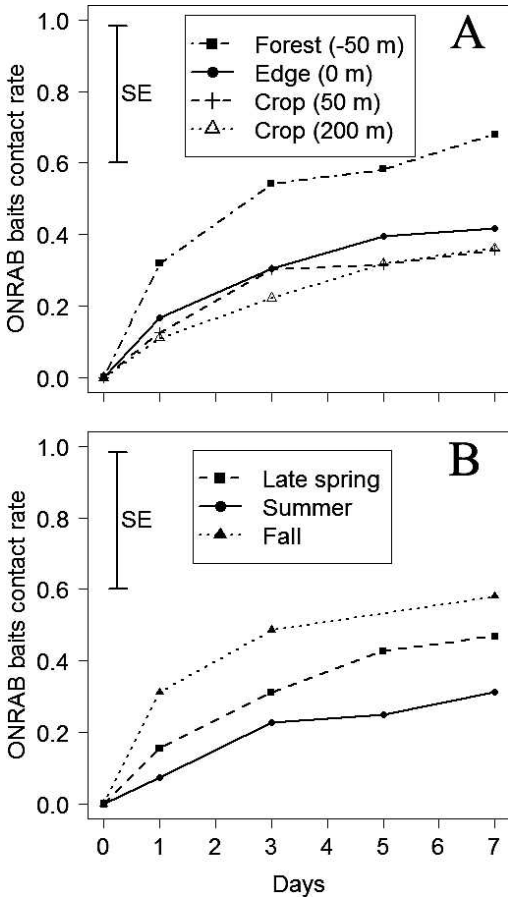 A
1.0
0.8
0.6
0.4
0.2
0.0
ONRAB baits contact rate
SE
Forest (-50 m)
Edge (0 m)
Crop (50 m)
Crop (200 m)
B
1.0
0.8
0.6
0.4
0.2
0.0
ONRAB baits contact rate
SE
Late spring
Summer
Fall
0 1 2 3 4 5 6 7
Days